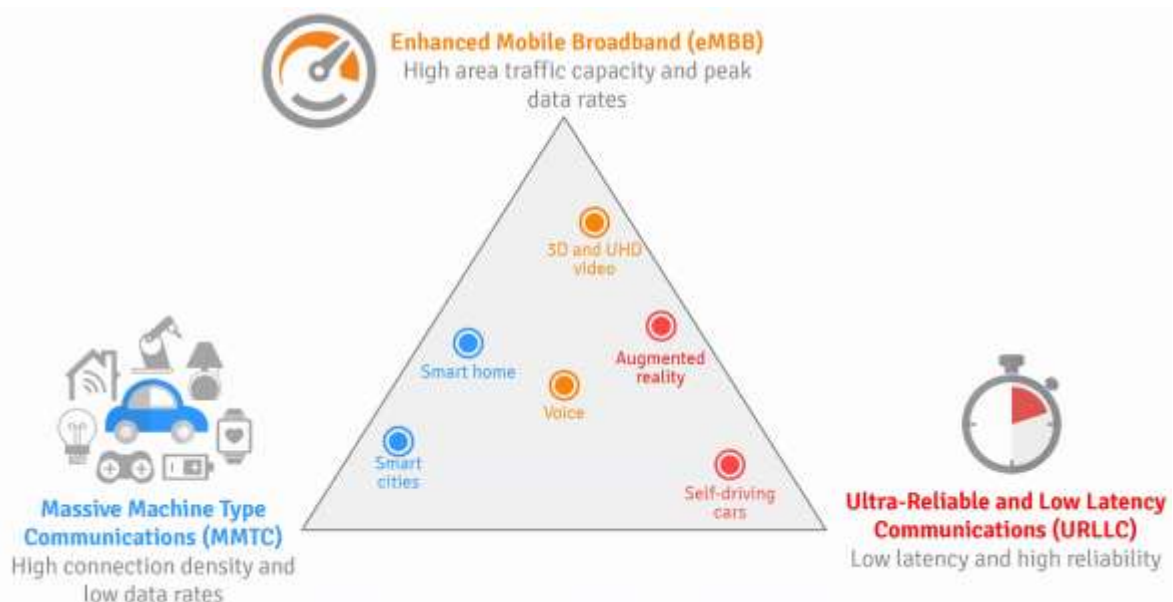 Enhanced Mobile Broadband (eMBB)
High area traffic capacity and peak
data rates
3D and UHD
video
Smart home
Augmented
reality
Voice
Smart
cities
Self-driving
cars
Massive Machine Type
Communications (MMTC)
High connection density and
low data rates
Ultra-Reliable and Low Latency
Communications (URLLC)
Low latency and high reliability